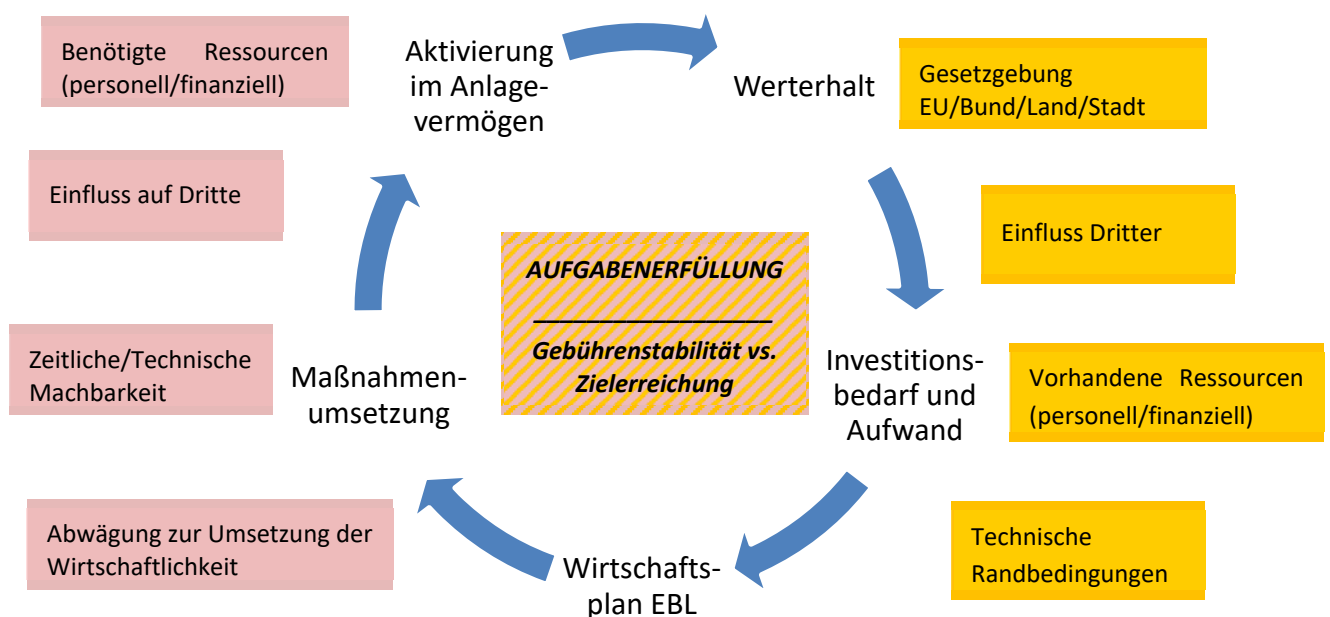 Benötigte Ressourcen
(personell/finanziell)
Einfluss auf Dritte
Zeitliche/Technische
Machbarkeit
Abwägung zur Umsetzung der
Wirtschaftlichkeit
Aktivierung
im Anlage-
vermögen
Werterhalt
Investitions-
bedarf und
Aufwand
Wirtschafts-
plan EBL
Maßnahmen-
umsetzung
AUFGABENERFÜLLUNG
Gebührenstabilität vs.
Zielerreichung
Gesetzgebung
EU/Bund/Land/Stadt
Einfluss Dritter
Vorhandene Ressourcen
(personell/finanziell)
Technische
Randbedingungen